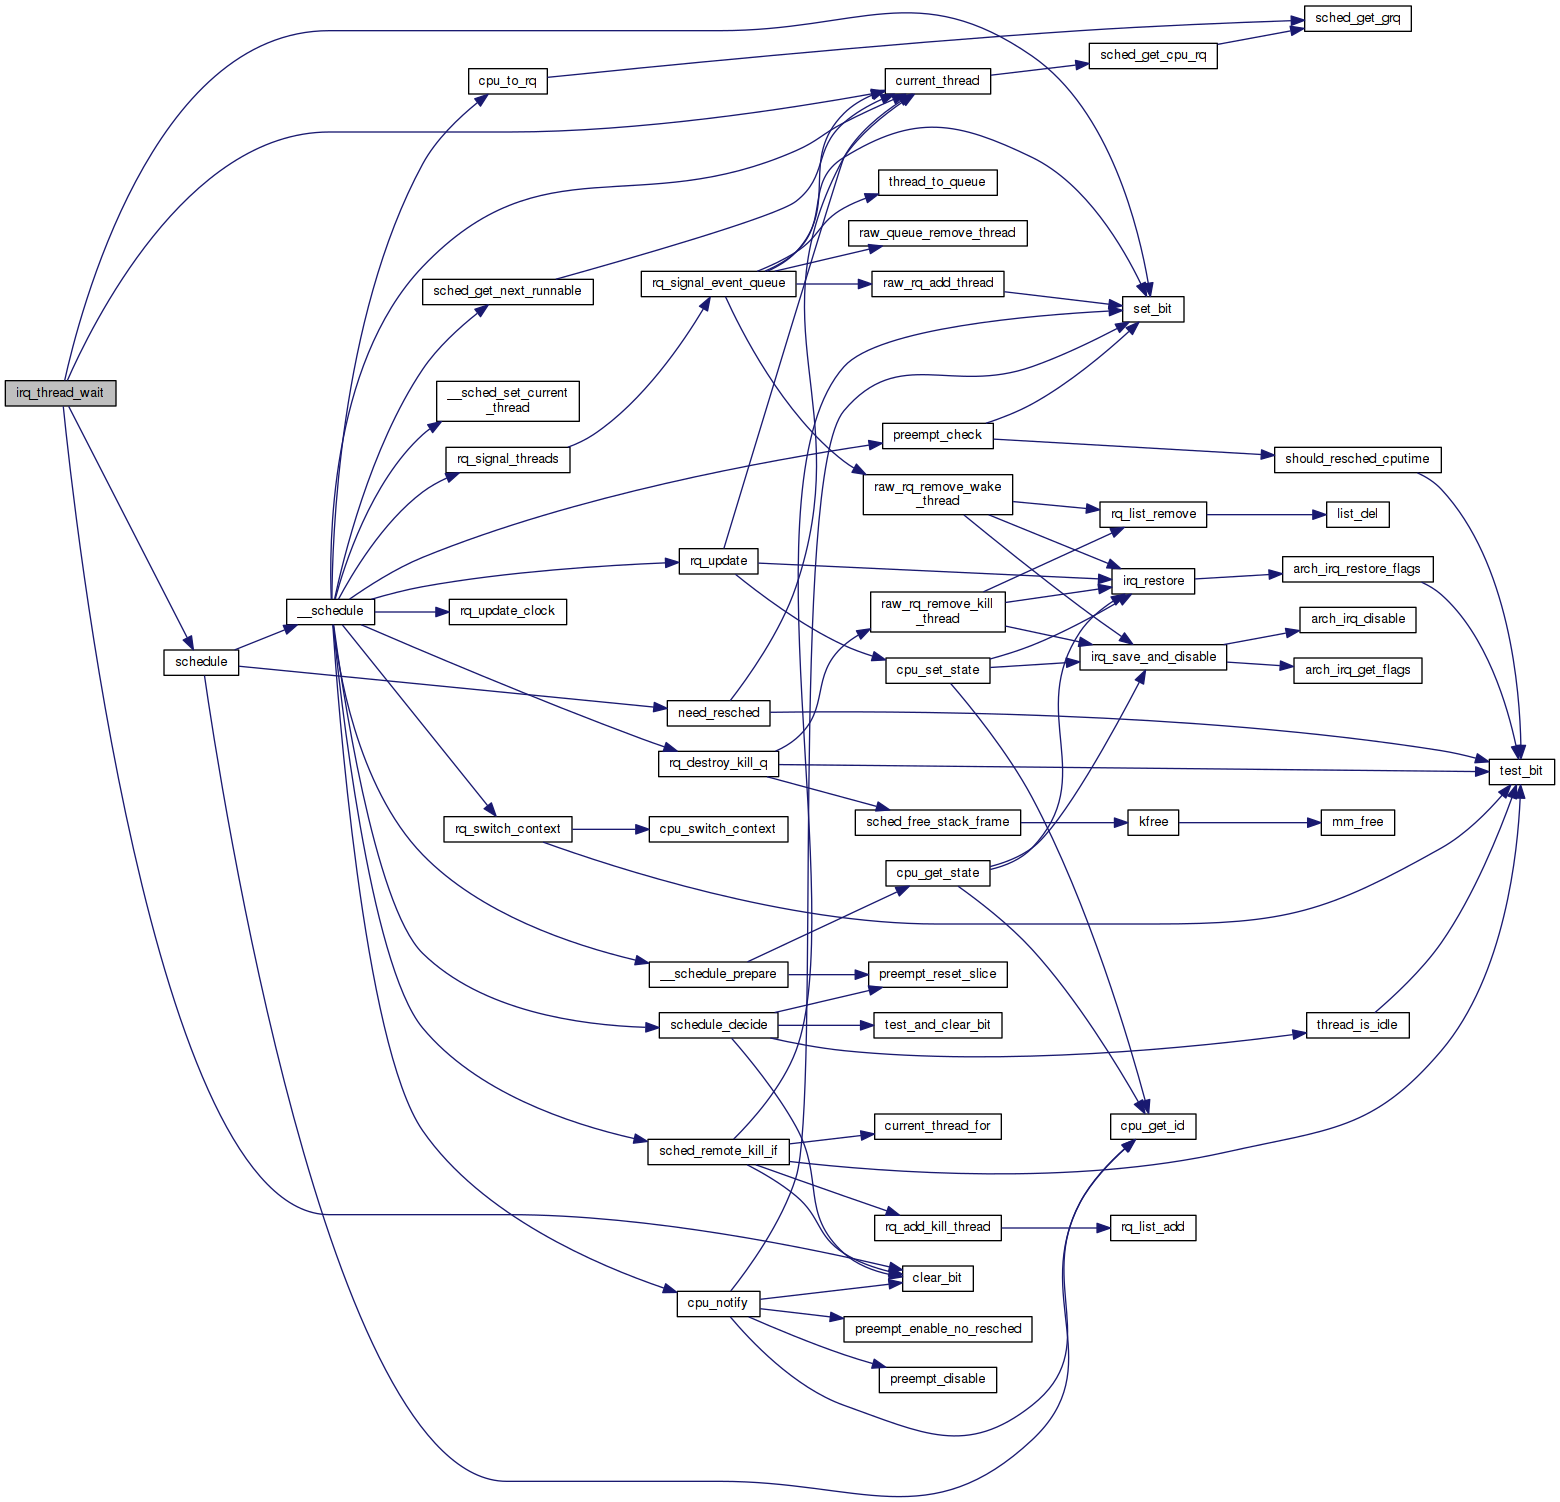 sched_get_grq
sched_get_cpu_rq
cpu_to_rq
current_thread
thread_to_queue
raw_queue_remove_thread
rq_signal_event_queue
raw_rq_add_thread
sched_get_next_runnable
set_bit
irq_thread_wait
__sched_set_current
_thread
preempt_check
rq_signal_threads
should_resched_cputime
raw_rq_remove_wake
_thread
rq_list_remove
list_del
rq_update
arch_irq_restore_flags
irq_restore
__schedule
rq_update_clock
raw_rq_remove_kill
_thread
arch_irq_disable
schedule
irq_save_and_disable
cpu_set_state
arch_irq_get_flags
need_resched
rq_destroy_kill_q
test_bit
rq_switch_context
cpu_switch_context
sched_free_stack_frame
kfree
mm_free
cpu_get_state
__schedule_prepare
preempt_reset_slice
schedule_decide
test_and_clear_bit
thread_is_idle
current_thread_for
cpu_get_id
sched_remote_kill_if
rq_add_kill_thread
rq_list_add
clear_bit
cpu_notify
preempt_enable_no_resched
preempt_disable